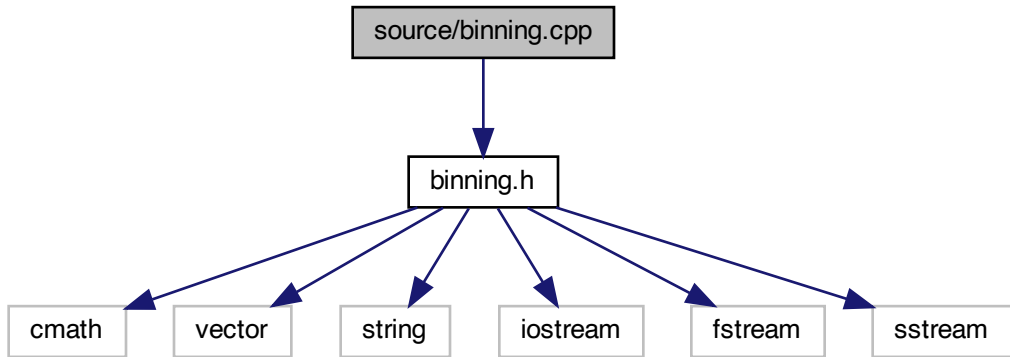 source/binning.cpp
binning.h
cmath
vector
string
iostream
fstream
sstream